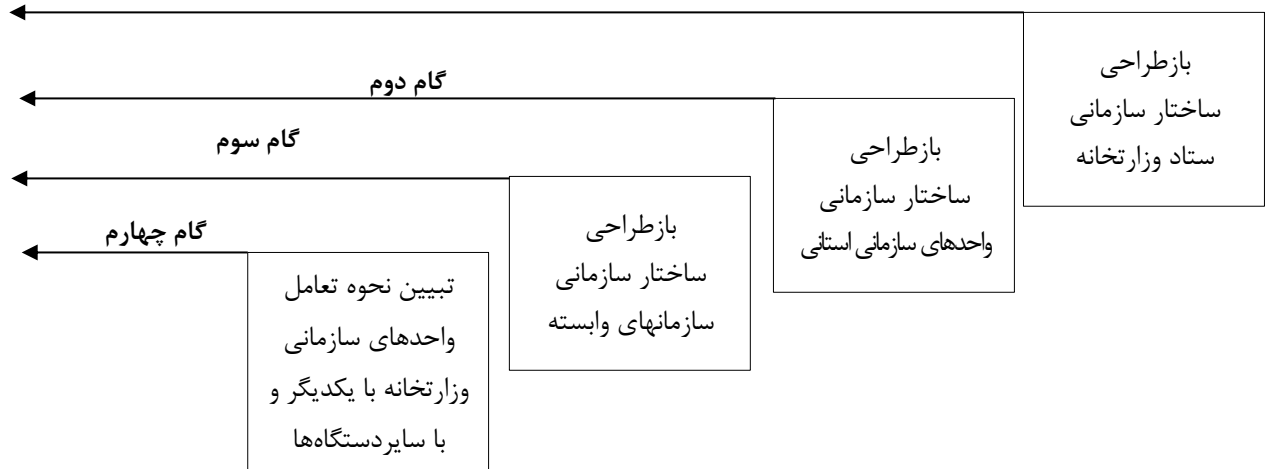 بازطراحی
ساختار سازمانی
ستاد وزارتخانه
گام دوم
بازطراحی
ساختار سازمانی
واحدهای سازمانی استانی
گام سوم
بازطراحی
ساختار سازمانی
سازمانهای وابسته
گام چهارم
تبیین نحوه تعامل
واحدهای سازمانی
وزارتخانه با یکدیگر و
با سایردستگاه‌ها